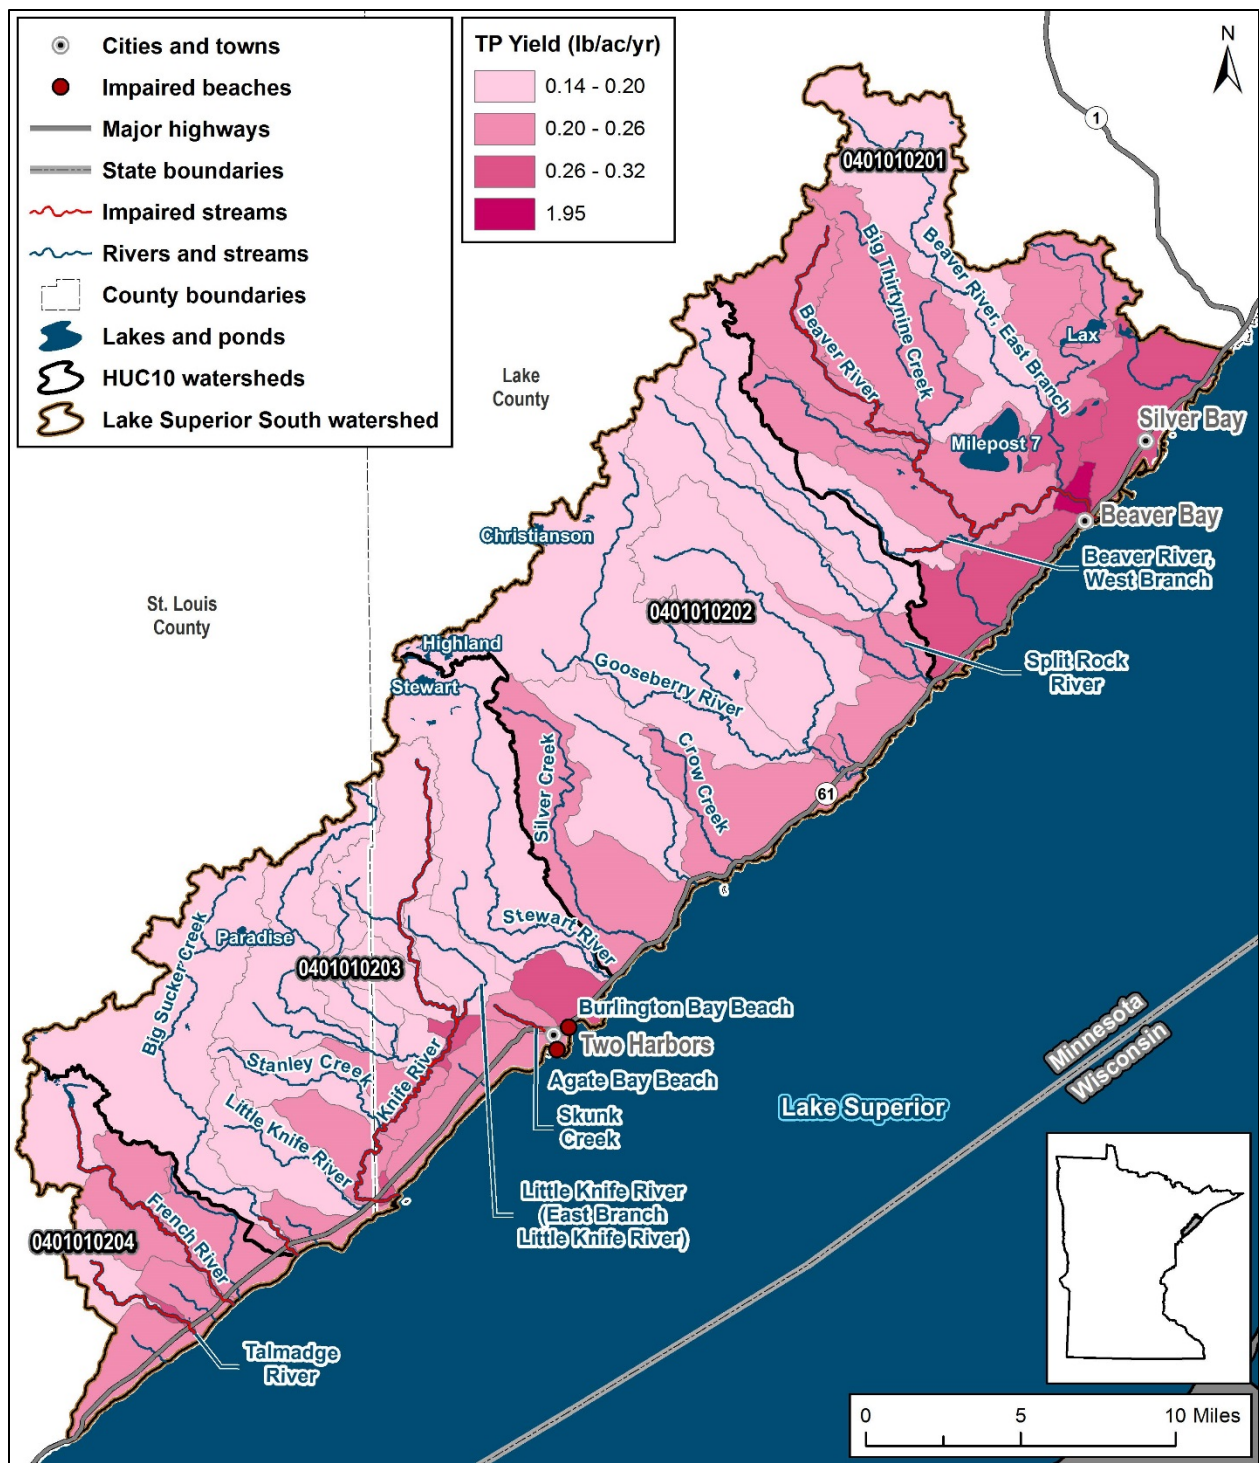 Cities and towns
Impaired beaches
Major highways
State boundaries
Impaired streams
Rivers and streams
County boundaries
Lakes and ponds
HUC10 watersheds
Lake Superior South watershed
TP Yield (lb/ac/yr)
0.14 - 0.20
0.20 - 0.26
0.26 - 0.32
1.95
N
1
0401010201
Big Thirtynine Creek
Beaver River, East Branch
Beaver River
Lax
Lake
County
Silver Bay
Milepost 7
Beaver Bay
Christianson
Beaver River,
West Branch
St. Louis
County
0401010202
Highland
Stewart
Gooseberry River
Split Rock
River
Silver Creek
Crow Creek
61
Stewart River
Big Sucker Creek
Paradise
0401010203
Burlington Bay Beach
Two Harbors
Agate Bay Beach
Minnesota
Wisconsin
Stanley Creek
Knife River
Little Knife River
Skunk
Creek
Lake Superior
Little Knife River
(East Branch
Little Knife River)
French River
0401010204
Talmadge
River
0 5 10 Miles